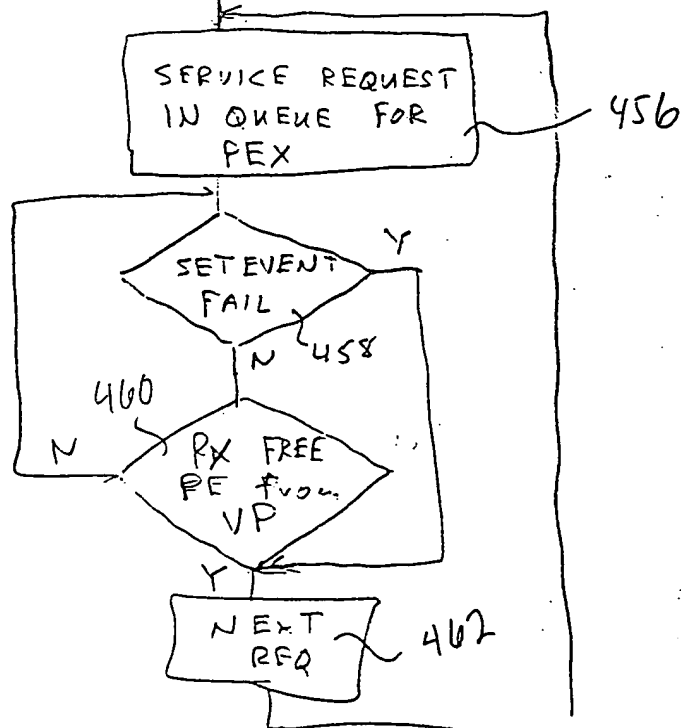 SERVICE REQUEST
IN QUEUE FOR
PEX
456
Y
SETEVENT
FAIL
458
N
460
N
RX FREE
PE from
VP
Y
NEXT
REQ
462